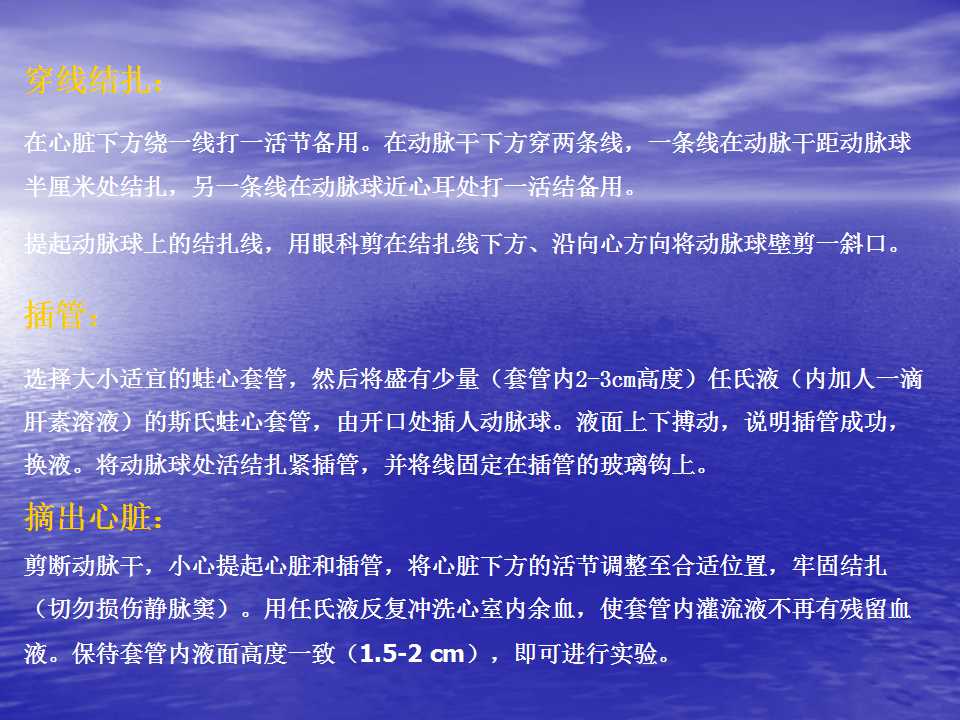 穿线结扎：
在心脏下方绕一线打一活节备用。在动脉干下方穿两条线，一条线在动脉干距动脉球
半厘米处结扎，另一条线在动脉球近心耳处打一活结备用。
提起动脉球上的结扎线，用眼科剪在结扎线下方、沿向心方向将动脉球壁剪一斜口。
插管：
选择大小适宜的蛙心套管，然后将盛有少量（套管内2-3cm高度）任氏液（内加人一滴
肝素溶液）的斯氏蛙心套管，由开口处插人动脉球。液面上下搏动，说明插管成功，
换液。将动脉球处活结扎紧插管，并将线固定在插管的玻璃钩上。
摘出心脏：
剪断动脉干，小心提起心脏和插管，将心脏下方的活节调整至合适位置，牢固结扎
（切勿损伤静脉窦）。用任氏液反复冲洗心室内余血，使套管内灌流液不再有残留血
液。保待套管内液面高度一致（1.5-2 cm），即可进行实验。